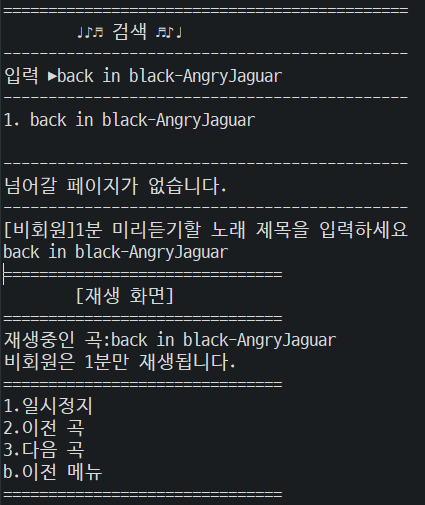 =============================================
♩♪♬ 검색 ♬♪♩
---------------------------------------------
입력 ▶back in black-AngryJaguar
---------------------------------------------
1. back in black-AngryJaguar
---------------------------------------------
넘어갈 페이지가 없습니다.
---------------------------------------------
[비회원]1분 미리듣기할 노래 제목을 입력하세요
back in black-AngryJaguar
===============================
[재생 화면]
===============================
재생중인 곡:back in black-AngryJaguar
비회원은 1분만 재생됩니다.
===============================
1.일시정지
2.이전 곡
3.다음 곡
b.이전 메뉴
===============================